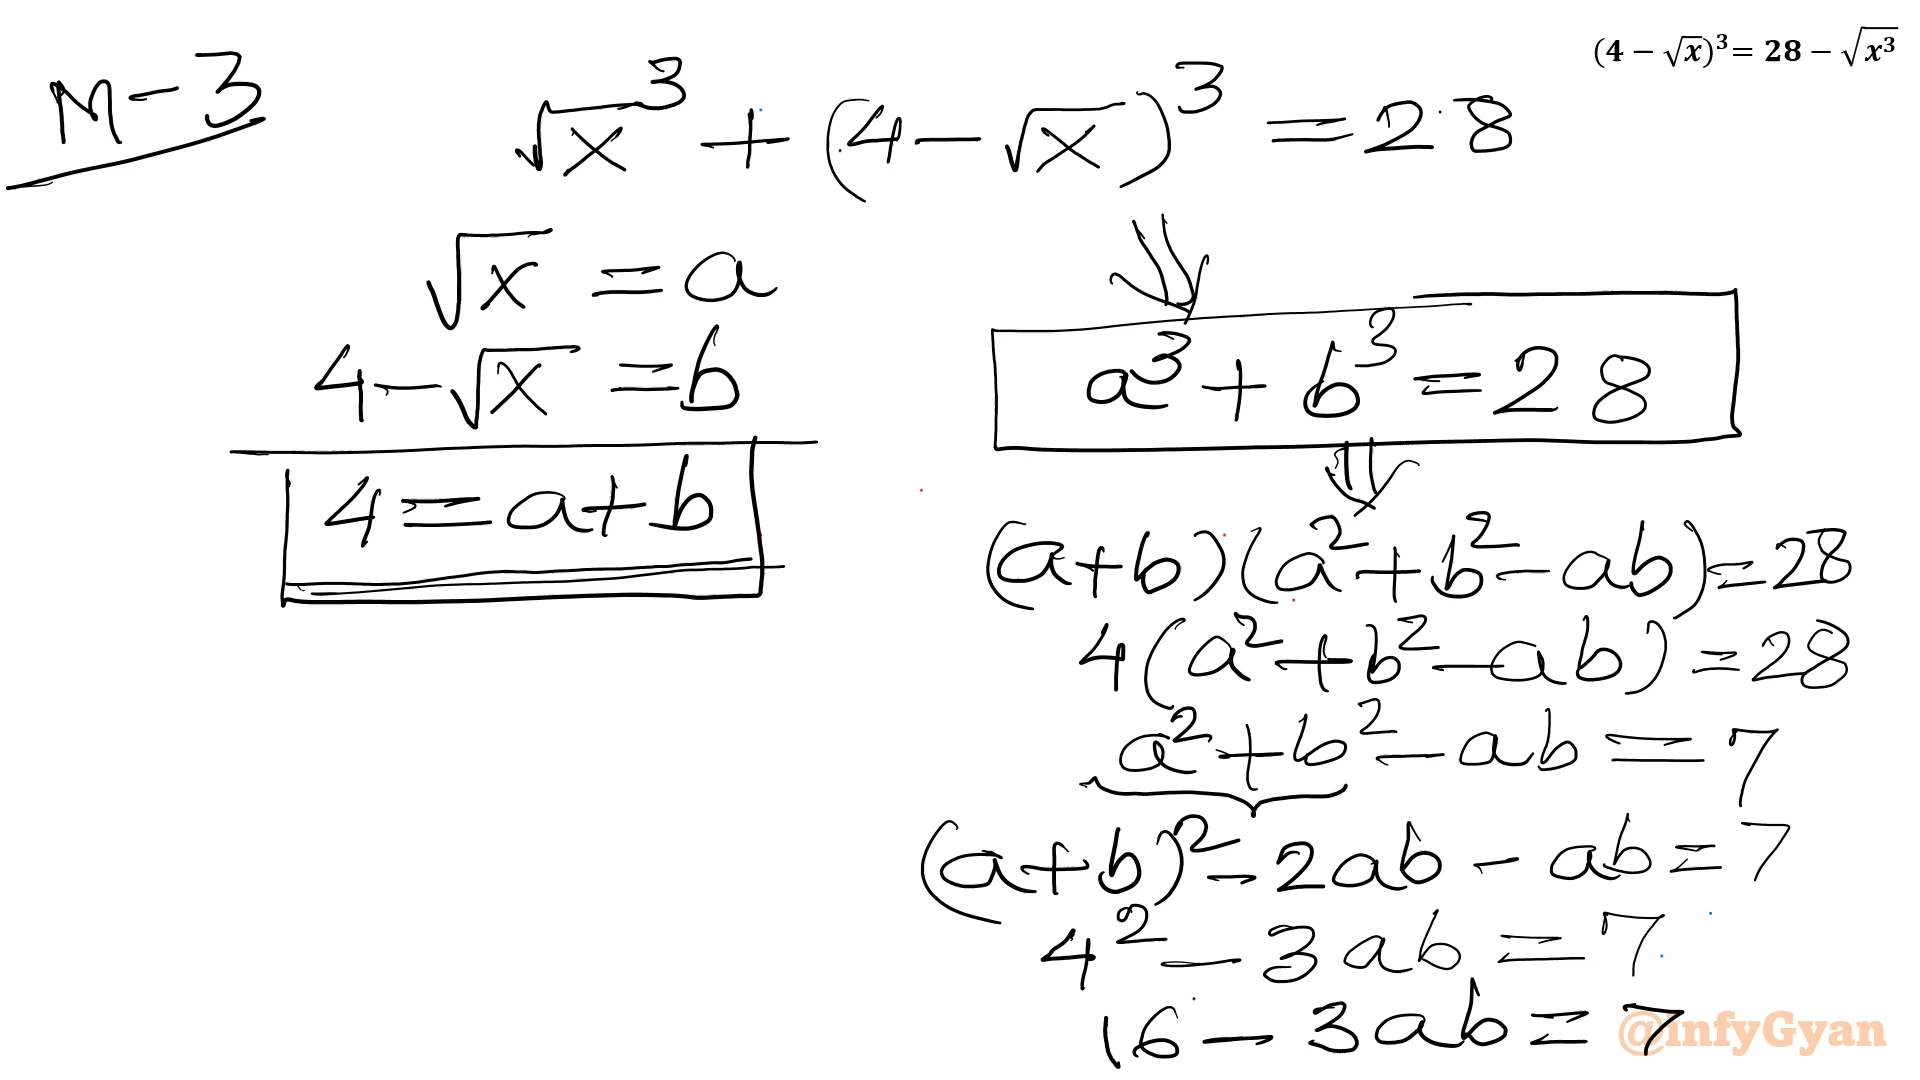 M-3
(4 − √x)³= 28 − √x³
√x³ + (4 − √x)³ = 28
√x = a
4 − √x = b
4 = a + b
a³ + b³ = 28
(a+b)(a²+b²−ab) = 28
4(a²+b²−ab) = 28
a²+b²−ab = 7
(a+b)²−2ab − ab = 7
4² − 3ab = 7
16 − 3ab = 7
@infyGyan